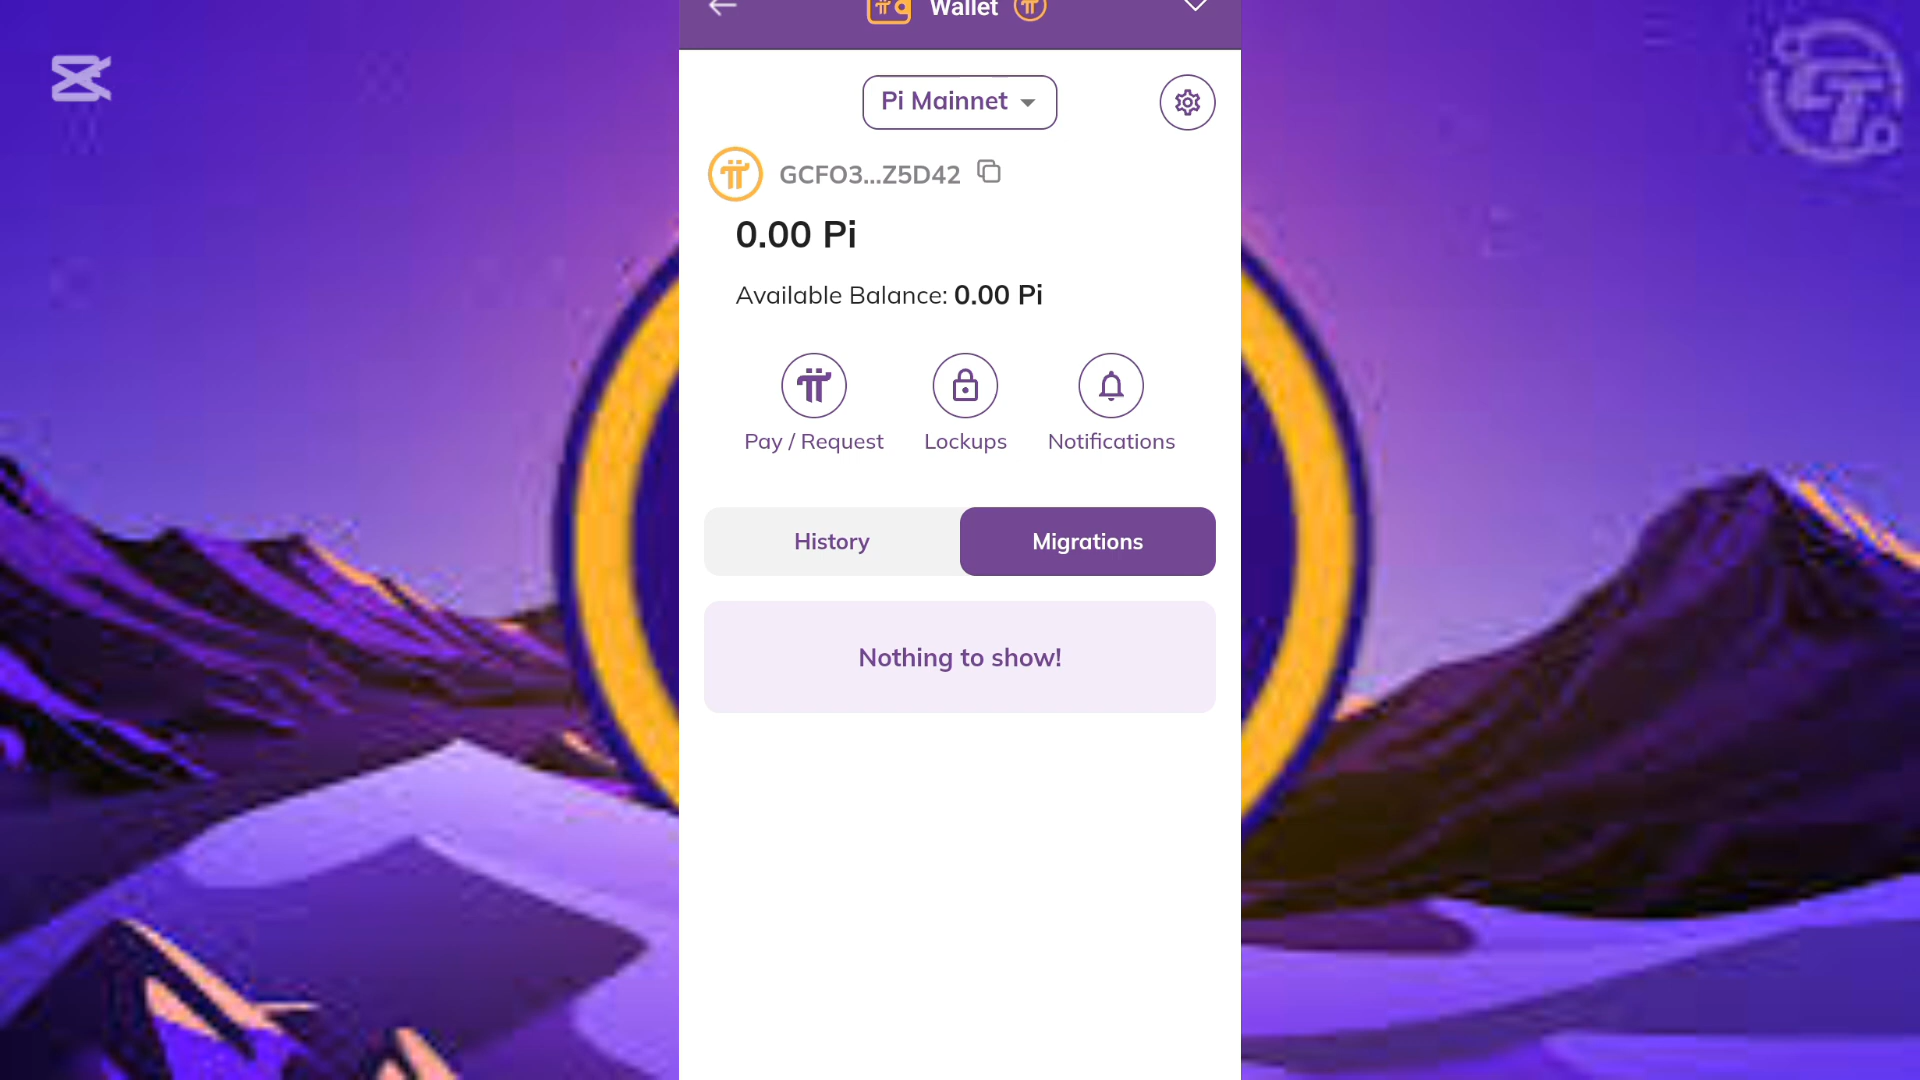 Wallet
Pi Mainnet
GCFO3...Z5D42
0.00 Pi
Available Balance: 0.00 Pi
Pay / Request
Lockups
Notifications
History
Migrations
Nothing to show!